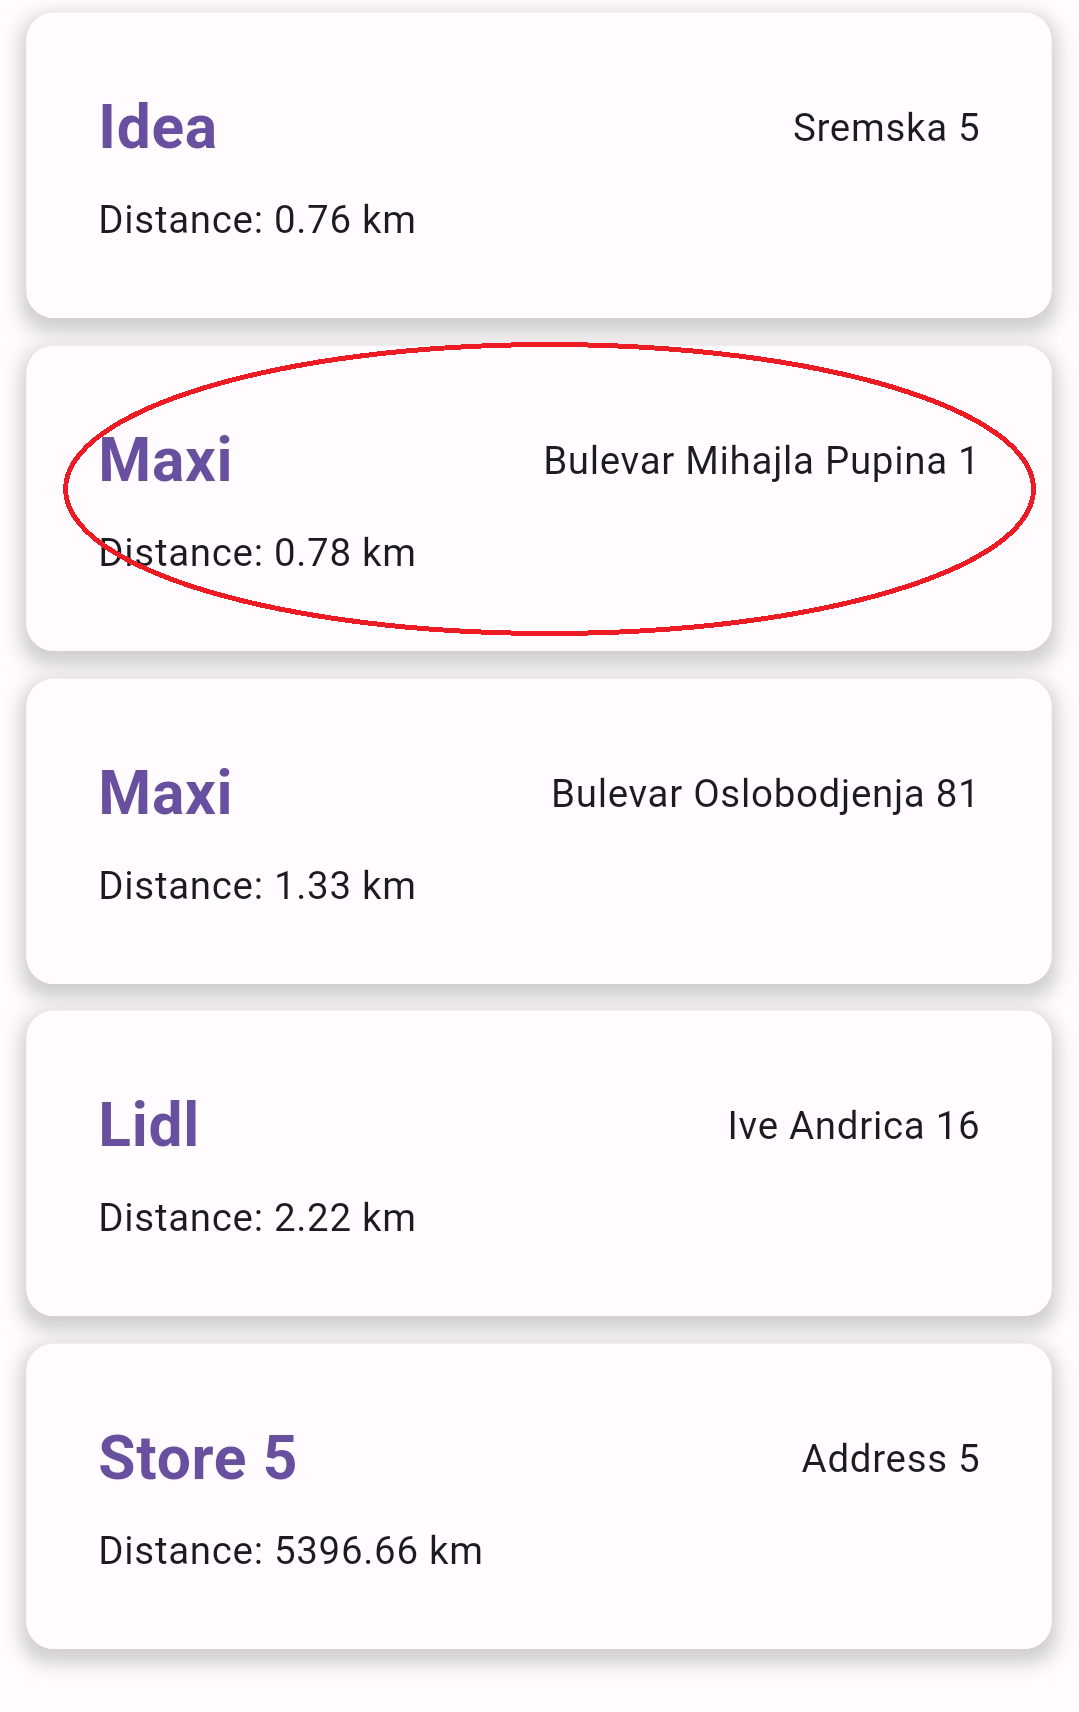 Idea
Sremska 5
Distance: 0.76 km
Maxi
Bulevar Mihajla Pupina 1
Distance: 0.78 km
Maxi
Bulevar Oslobodjenja 81
Distance: 1.33 km
Lidl
Ive Andrica 16
Distance: 2.22 km
Store 5
Address 5
Distance: 5396.66 km